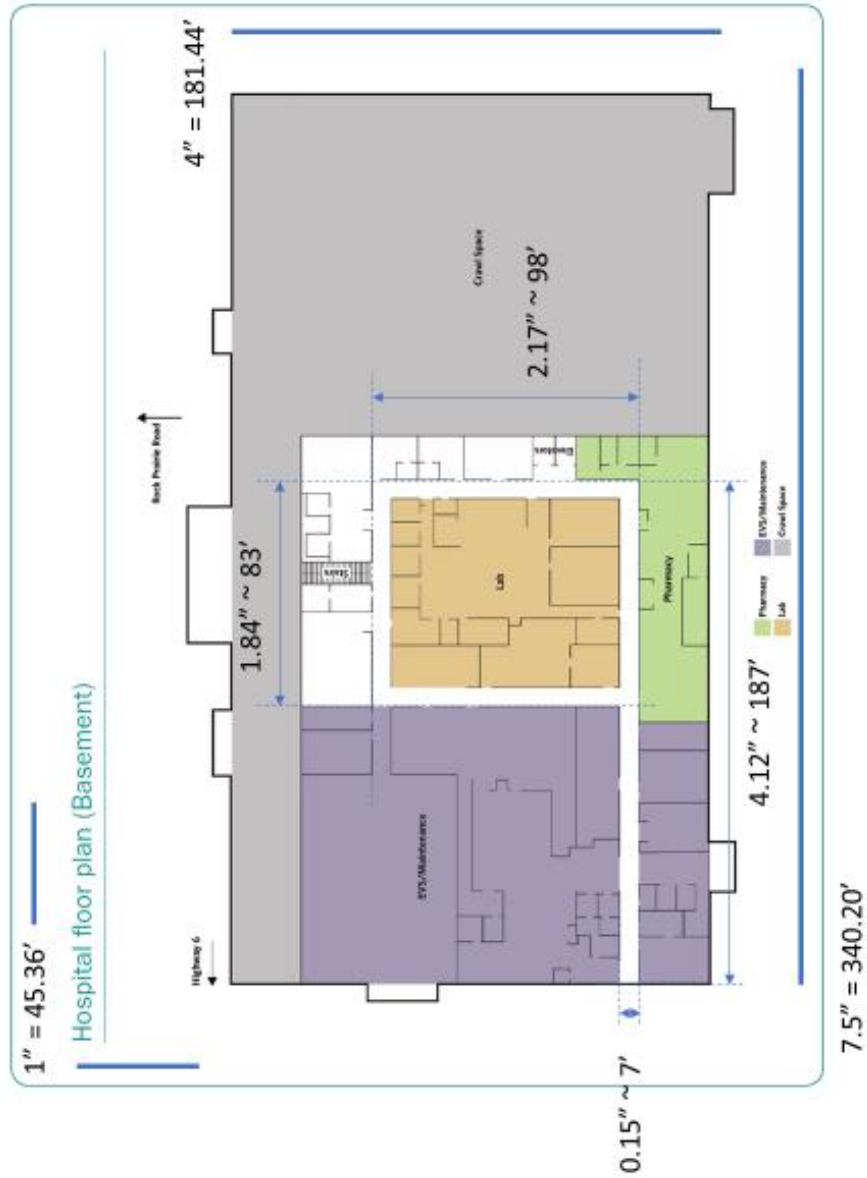 1” = 45.36’
Hospital floor plan (Basement)
4” = 181.44’
Rock Prairie Road
Highway 6
1.84” ~ 83’
Stairs
Crawl Space
2.17” ~ 98’
Elevators
Lab
EVS/Maintenance
Pharmacy
Pharmacy
EVS/Maintenance
Lab
Crawl Space
4.12” ~ 187’
0.15” ~ 7’
7.5” = 340.20’